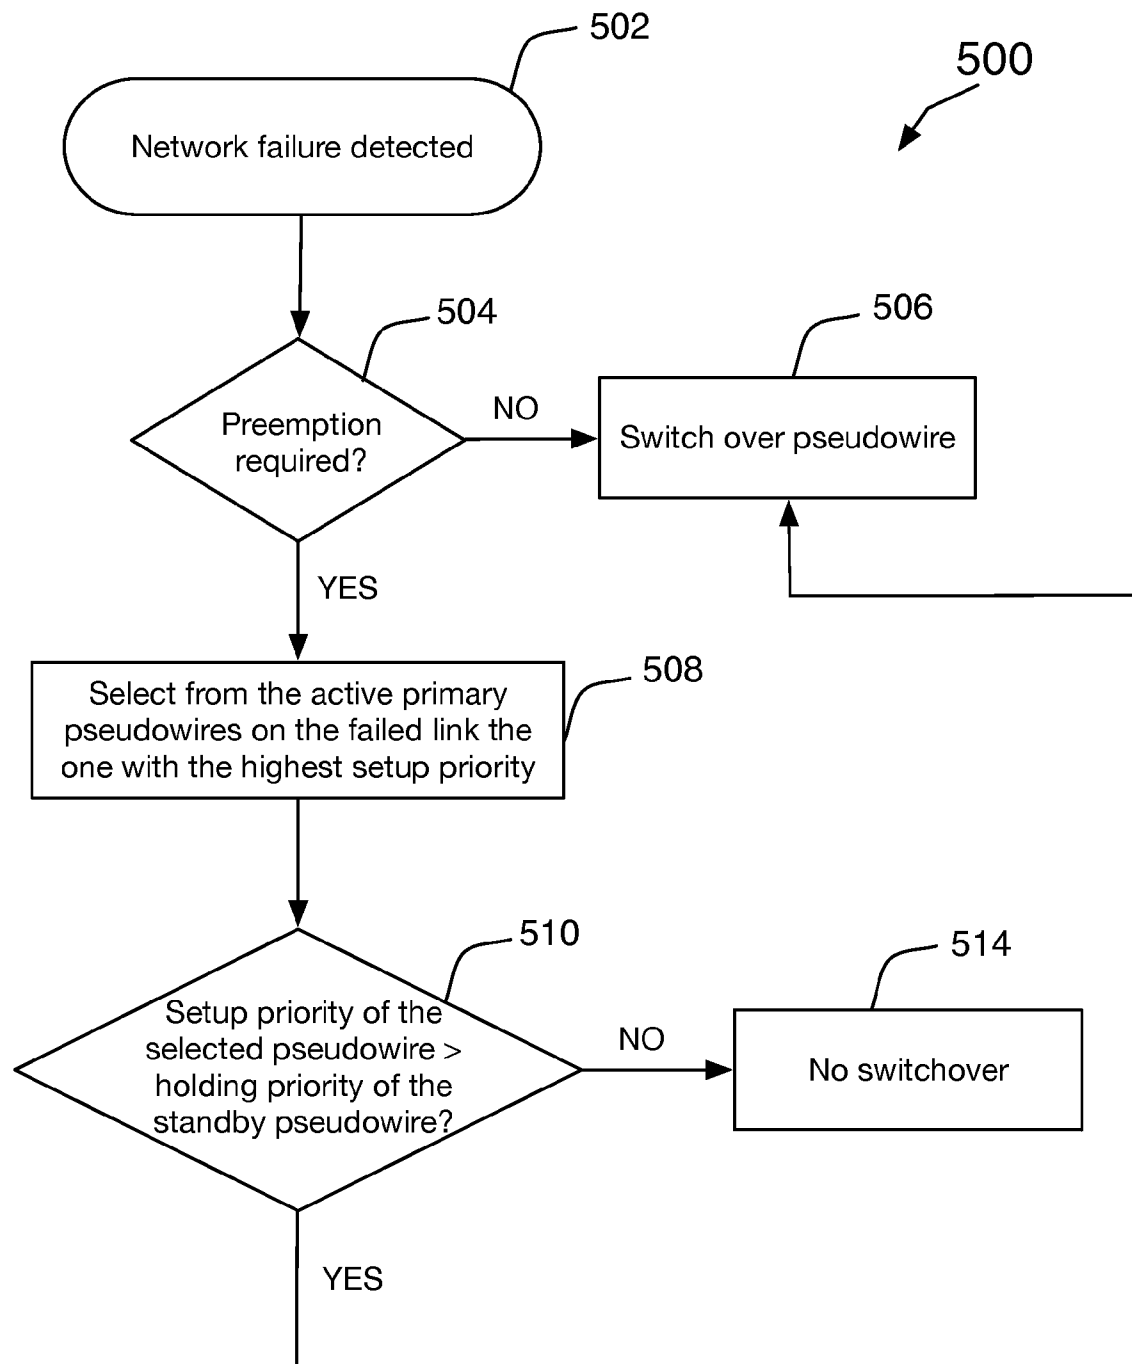 502
500
Network failure detected
504
506
Preemption
required?
NO
Switch over pseudowire
YES
508
Select from the active primary
pseudowires on the failed link the
one with the highest setup priority
510
514
Setup priority of the
selected pseudowire >
holding priority of the
standby pseudowire?
NO
No switchover
YES